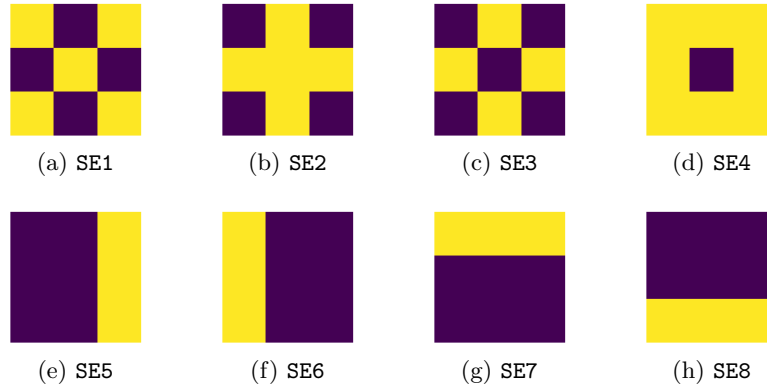 (a) SE1
(b) SE2
(c) SE3
(d) SE4
(e) SE5
(f) SE6
(g) SE7
(h) SE8